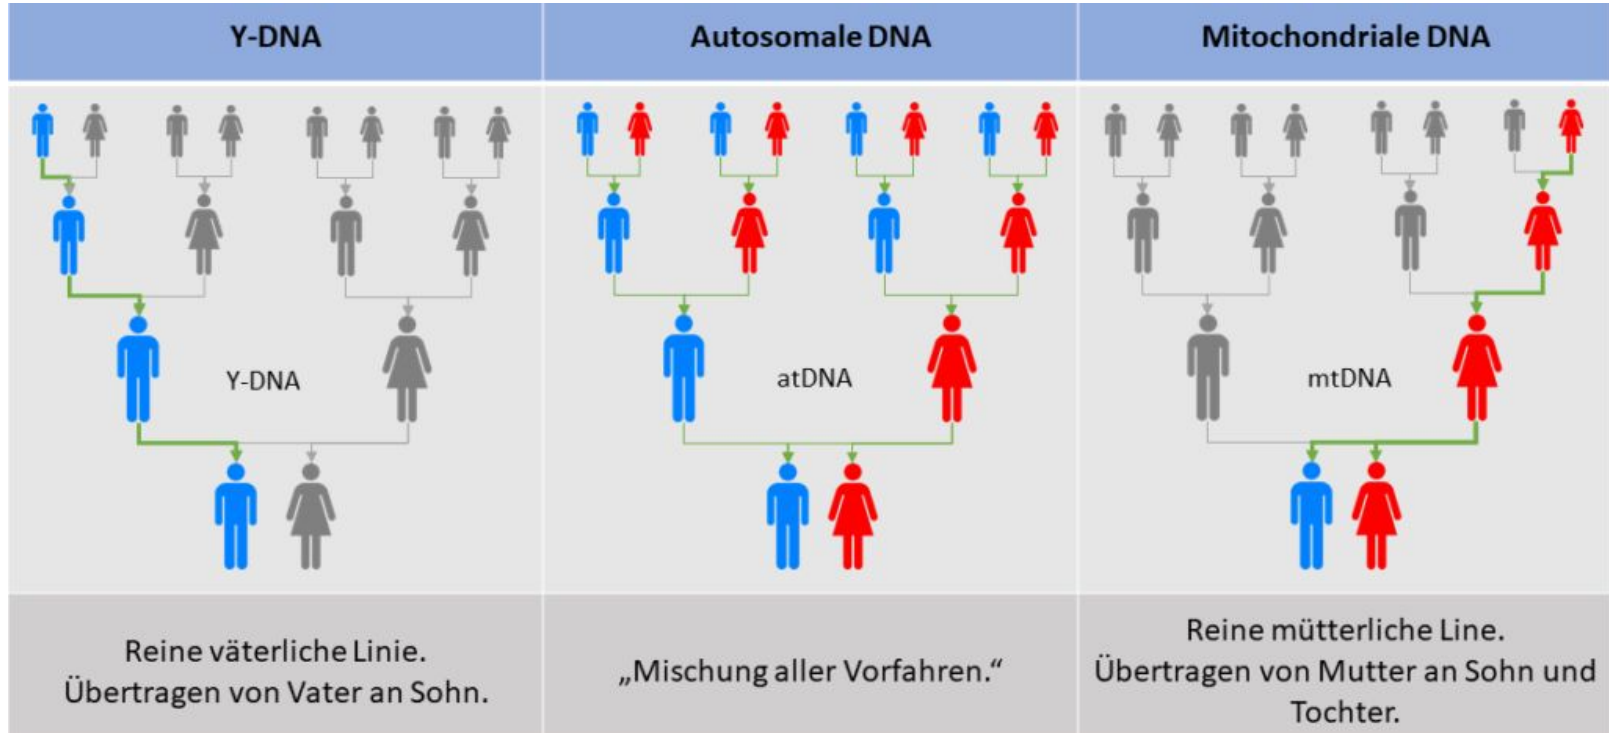 Y-DNA
Autosomale DNA
Mitochondriale DNA
Y-DNA
atDNA
mtDNA
Reine väterliche Linie.
Übertragen von Vater an Sohn.
„Mischung aller Vorfahren.“
Reine mütterliche Line.
Übertragen von Mutter an Sohn und
Tochter.